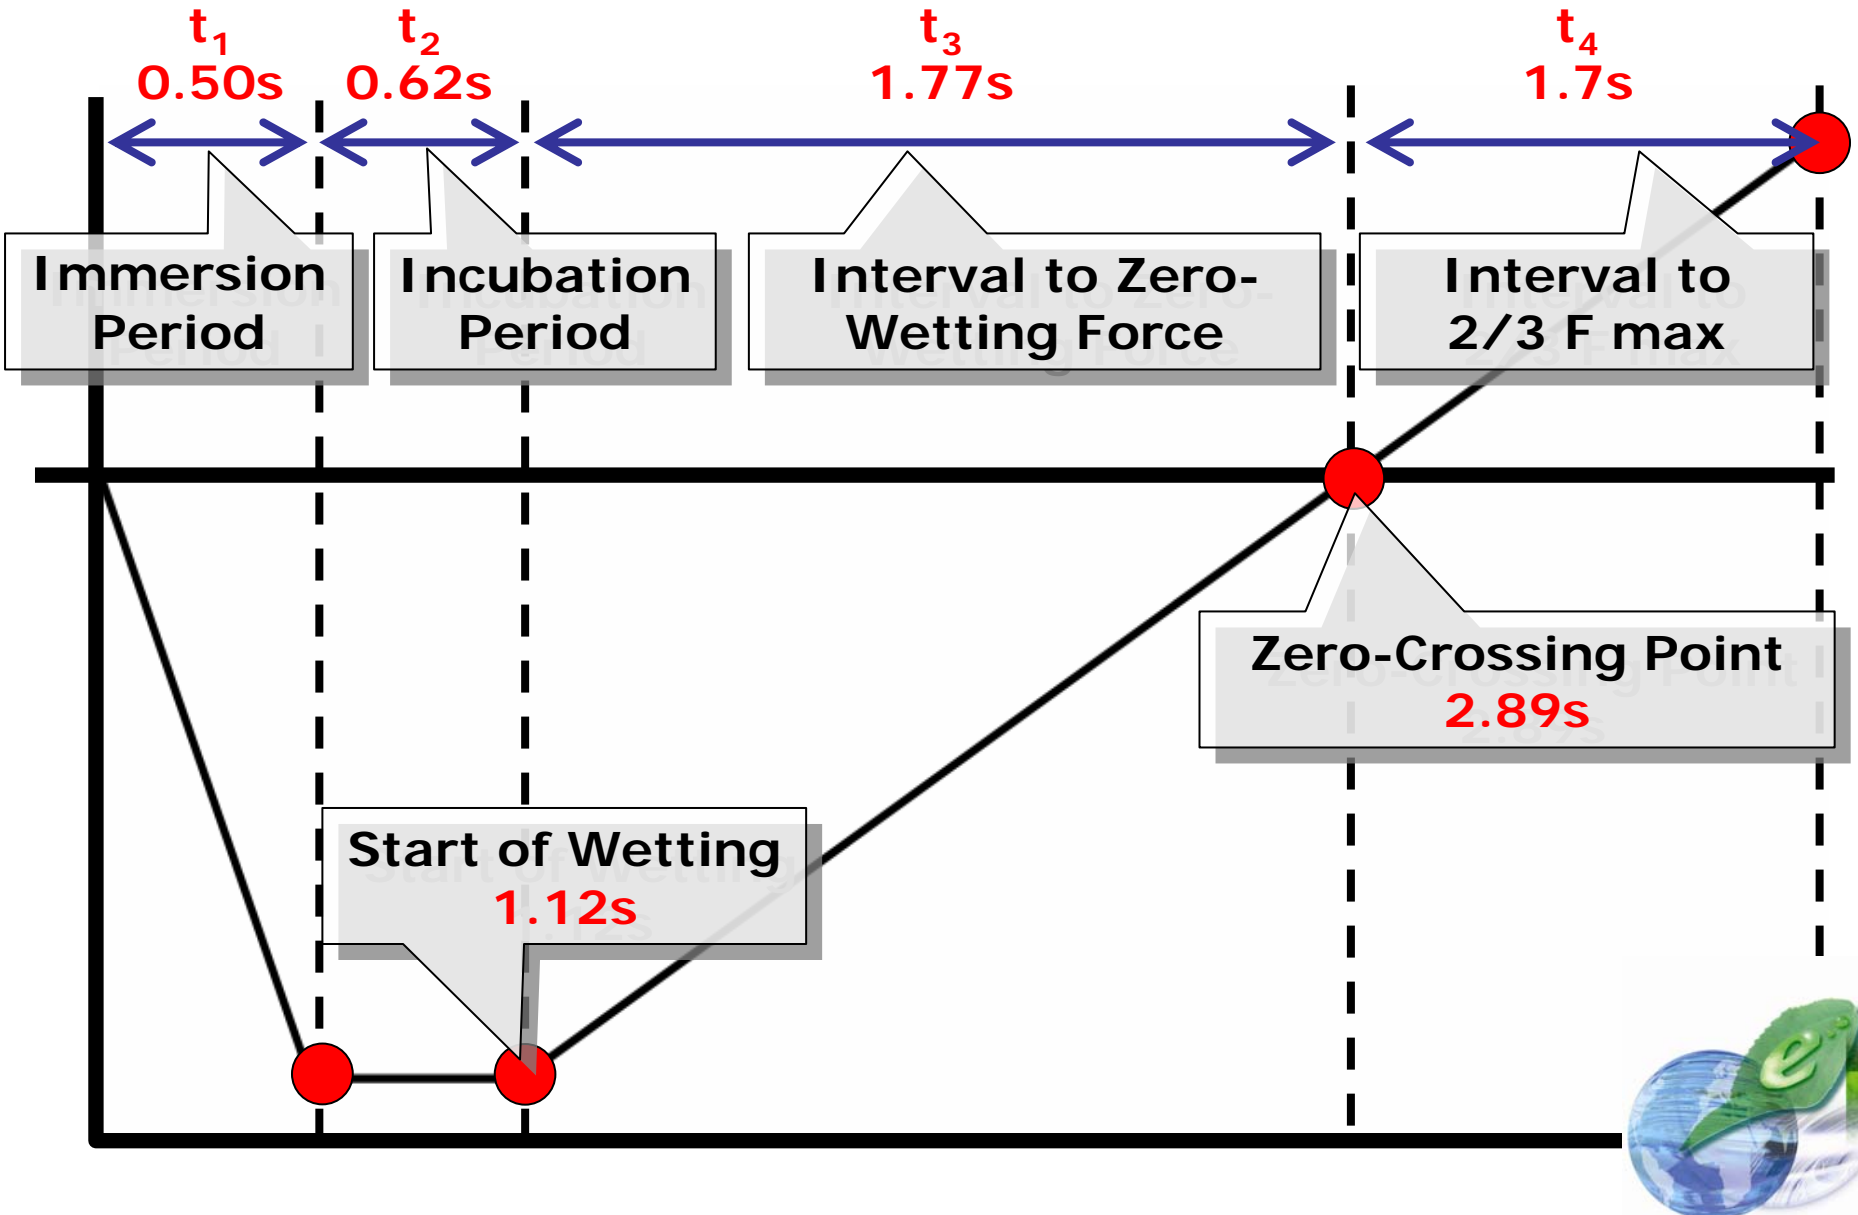 t1
0.50s
t2
0.62s
t3
1.77s
t4
1.7s
Immersion
Period
Incubation
Period
Interval to Zero-
Wetting Force
Interval to
2/3 F max
Zero-Crossing Point
2.89s
Start of Wetting
1.12s
e